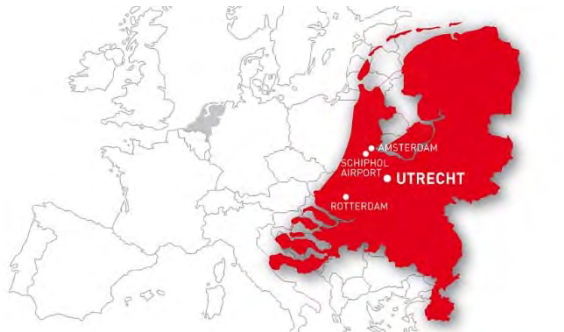 AMSTERDAM
SCHIPHOL
AIRPORT
UTRECHT
ROTTERDAM